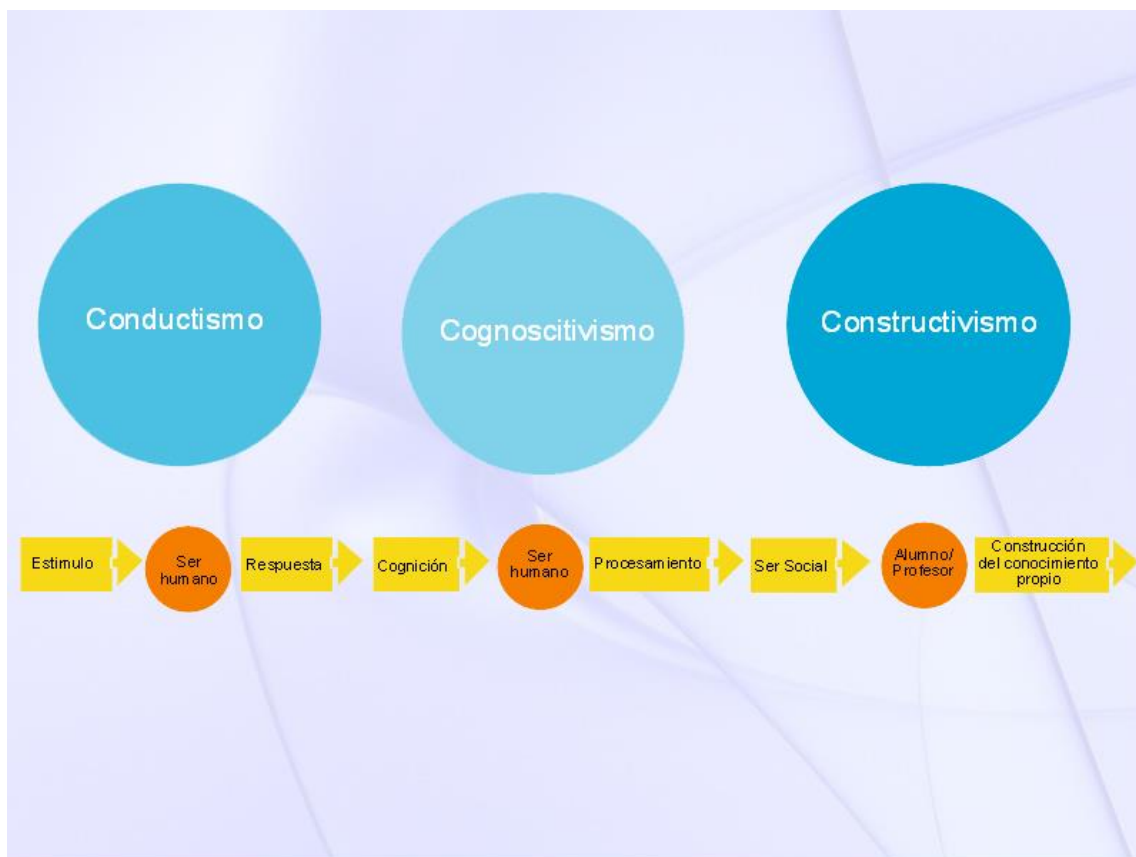 Conductismo
Cognoscitivismo
Constructivismo
Estimulo
Ser
humano
Respuesta
Cognición
Ser
humano
Procesamiento
Ser Social
Alumno/
Profesor
Construcción
del conocimiento
propio